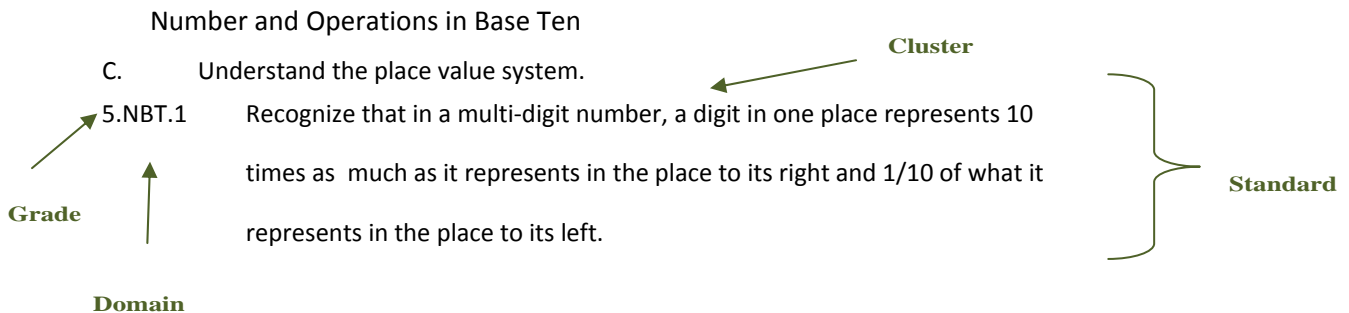 Number and Operations in Base Ten
Cluster
C. Understand the place value system.
5.NBT.1 Recognize that in a multi-digit number, a digit in one place represents 10
times as much as it represents in the place to its right and 1/10 of what it
Standard
Grade
represents in the place to its left.
Domain